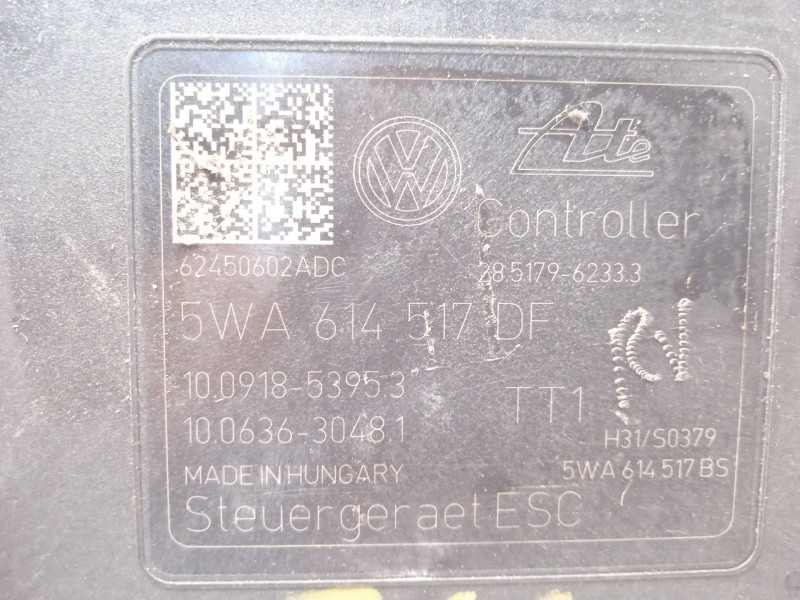 Ate
Controller
62450602ADC
28.5179-6233.3
5WA 614 517 DF
10.0918-5395.3
TT1
10.0636-3048.1
H31/S0379
MADE IN HUNGARY
5WA 614 517 BS
Steuergeraet ESC